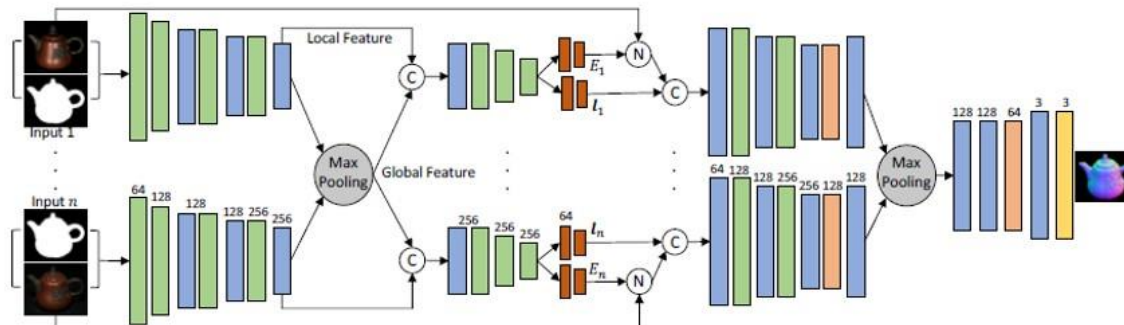 Input 1
Local Feature
C
E₁
l₁
N
C
Max
Pooling
Global Feature
Max
Pooling
128 128 64 3 3
Input n
64 128 128 128 256 256
C
256 256 256
64
lₙ
Eₙ
N
C
64 128 128 256 256 128 128